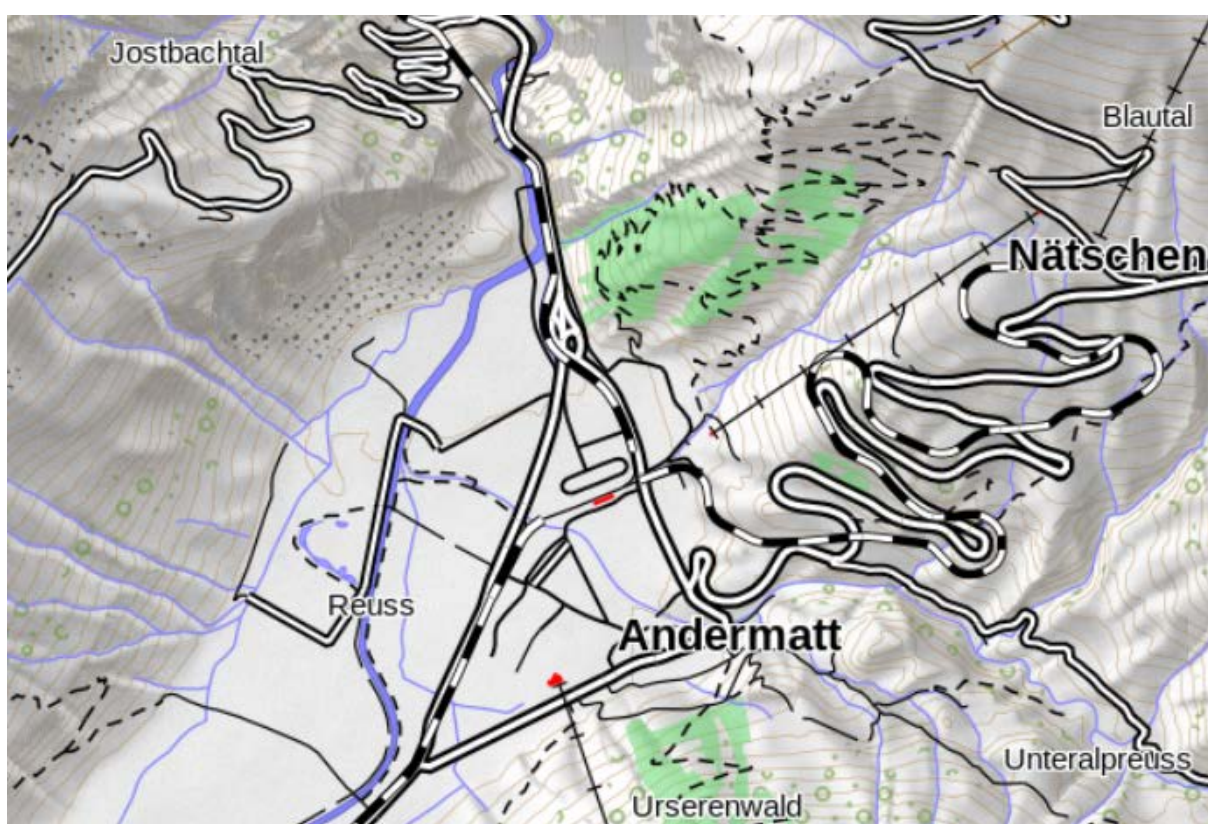 Jostbachtal
Blautal
Nätschen
Reuss
Andermatt
Unteralpreuss
Urserenwald